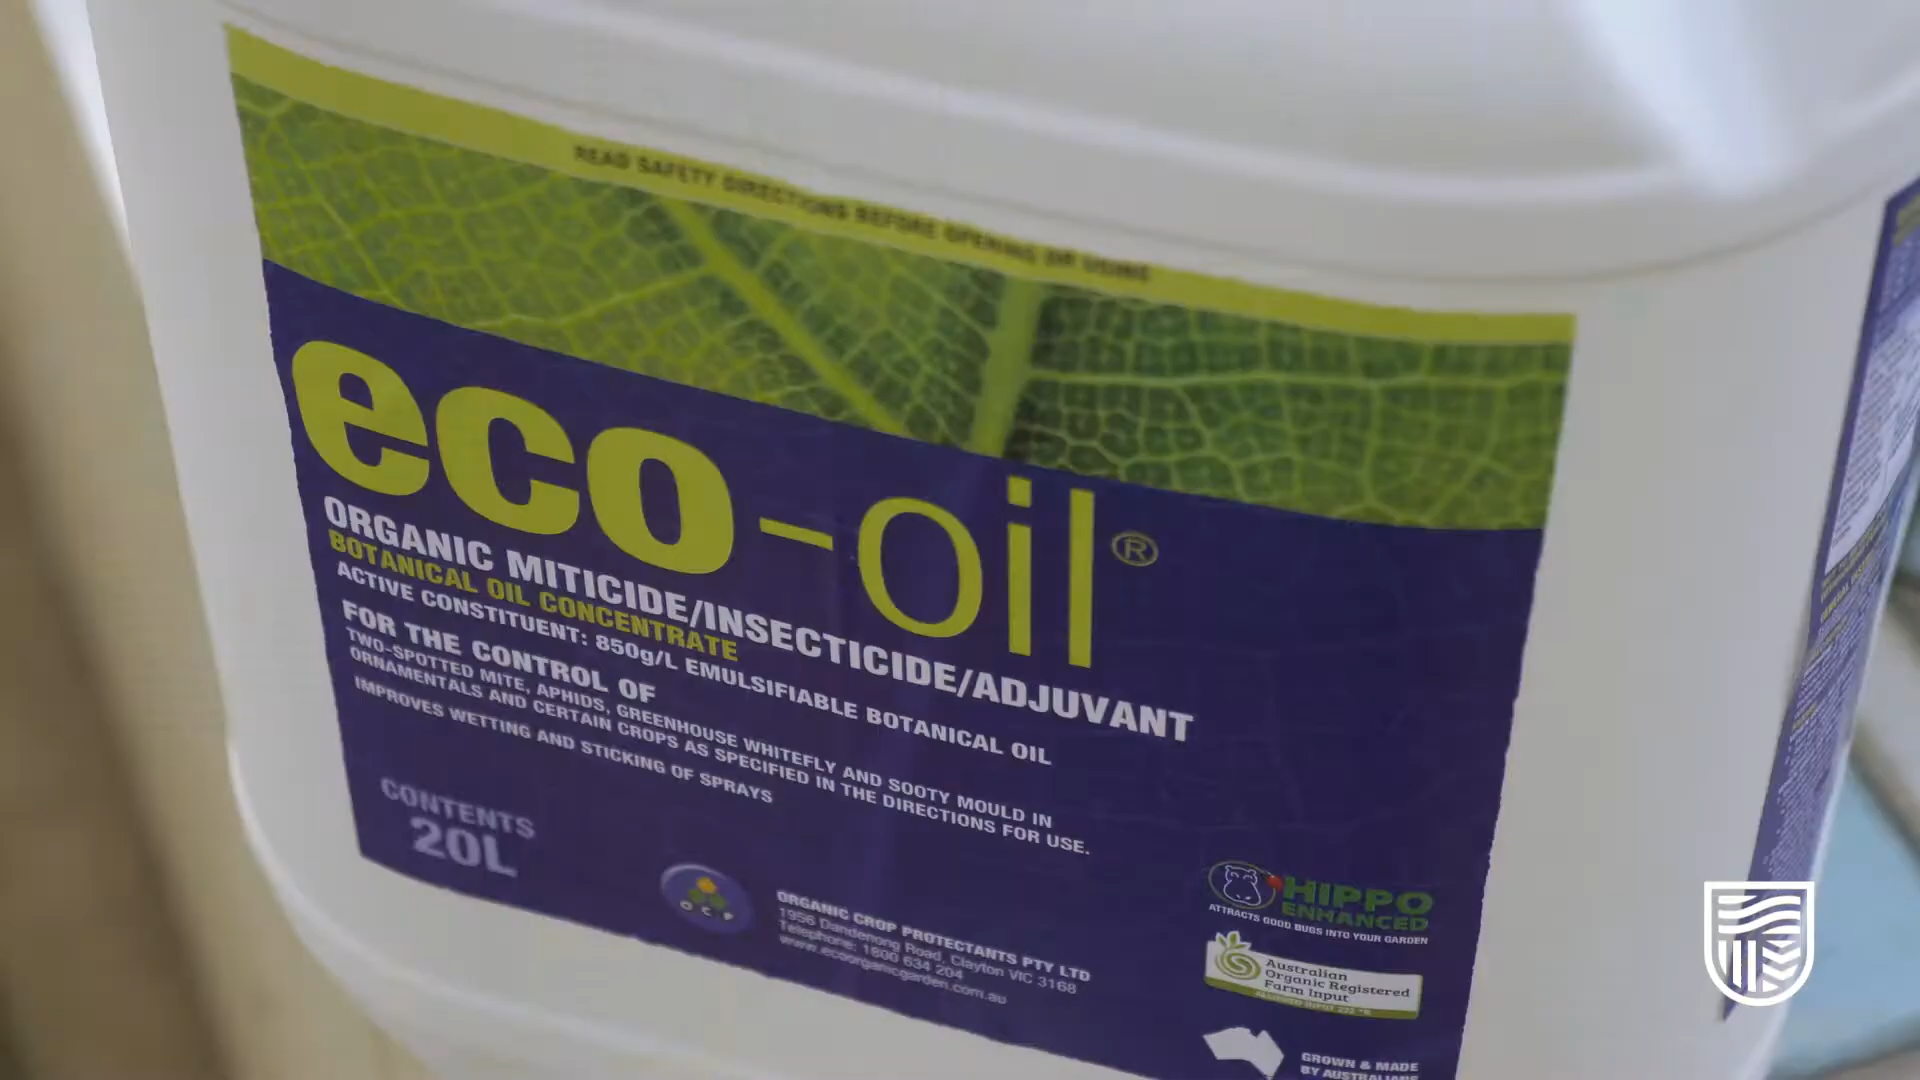 READ SAFETY DIRECTIONS BEFORE OPENING OR USING
eco-oil®
ORGANIC MITICIDE/INSECTICIDE/ADJUVANT
BOTANICAL OIL CONCENTRATE
ACTIVE CONSTITUENT: 850g/L EMULSIFIABLE BOTANICAL OIL
FOR THE CONTROL OF
TWO-SPOTTED MITE, APHIDS, GREENHOUSE WHITEFLY AND SOOTY MOULD IN
ORNAMENTALS AND CERTAIN CROPS AS SPECIFIED IN THE DIRECTIONS FOR USE.
IMPROVES WETTING AND STICKING OF SPRAYS
CONTENTS
20L
OCP
ORGANIC CROP PROTECTANTS PTY LTD
1956 Dandenong Road, Clayton VIC 3168
Telephone: 1800 634 204
www.ecoorganicgarden.com.au
HIPPO
ENHANCED
ATTRACTS GOOD BUGS INTO YOUR GARDEN
Australian
Organic Registered
Farm Input
GROWN & MADE
BY AUSTRALIANS